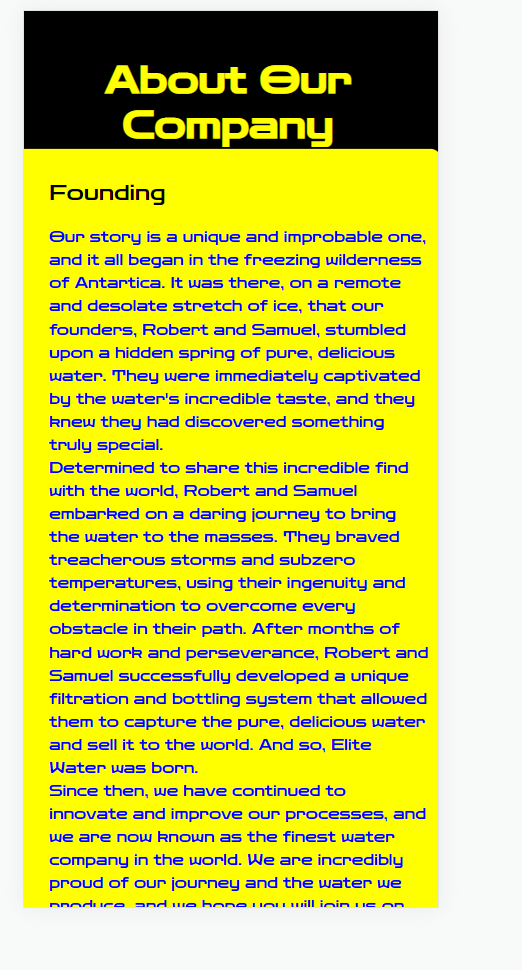 About Our
Company
Founding
Our story is a unique and improbable one,
and it all began in the freezing wilderness
of Antartica. It was there, on a remote
and desolate stretch of ice, that our
founders, Robert and Samuel, stumbled
upon a hidden spring of pure, delicious
water. They were immediately captivated
by the water's incredible taste, and they
knew they had discovered something
truly special.
Determined to share this incredible find
with the world, Robert and Samuel
embarked on a daring journey to bring
the water to the masses. They braved
treacherous storms and subzero
temperatures, using their ingenuity and
determination to overcome every
obstacle in their path. After months of
hard work and perseverance, Robert and
Samuel successfully developed a unique
filtration and bottling system that allowed
them to capture the pure, delicious water
and sell it to the world. And so, Elite
Water was born.
Since then, we have continued to
innovate and improve our processes, and
we are now known as the finest water
company in the world. We are incredibly
proud of our journey and the water we
produce, and we hope you will join us on